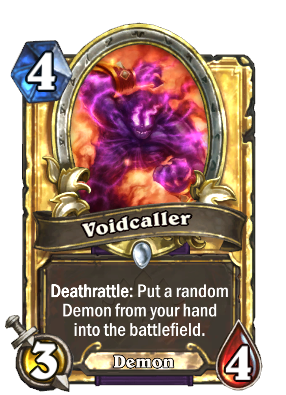 4
Voidcaller
Deathrattle: Put a random
Demon from your hand
into the battlefield.
3
Demon
4